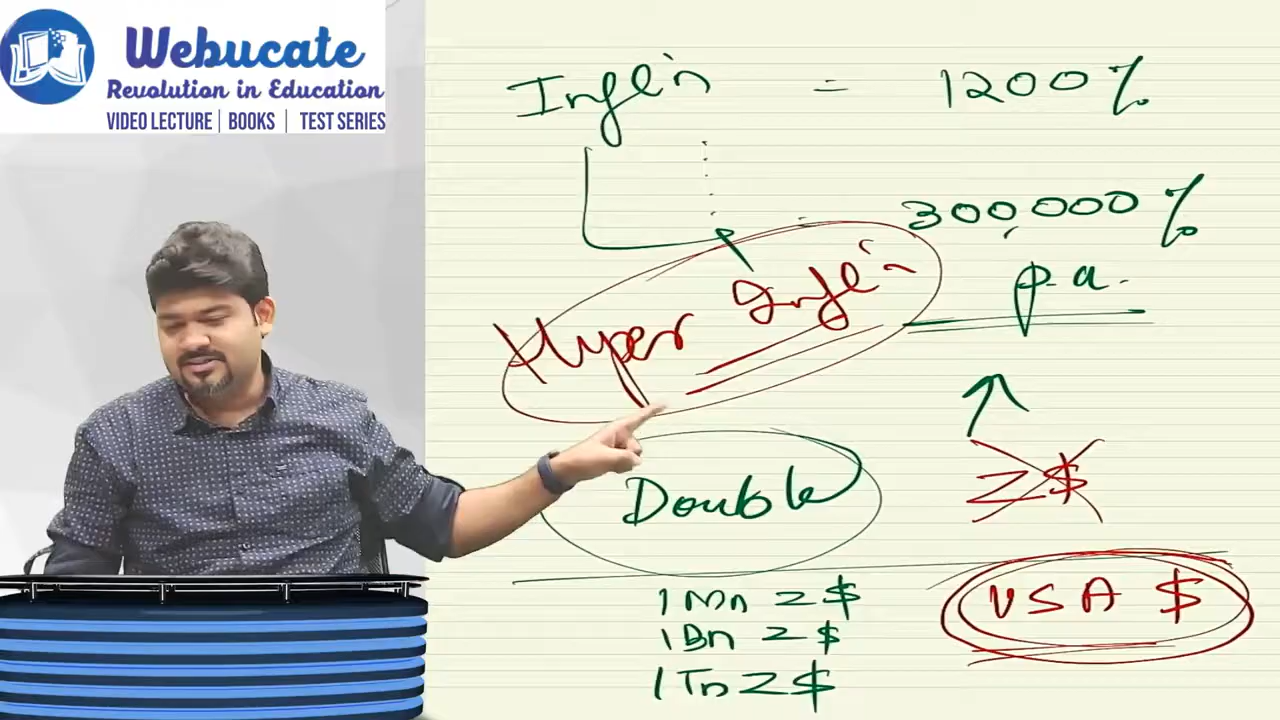 Webucate
Revolution in Education
VIDEO LECTURE | BOOKS | TEST SERIES
Infl'n = 1200%
300,000%
p.a.
Hyper Infl'n
Double
Z$
USA $
1 Mn Z $
1 Bn Z $
1 Tn Z $